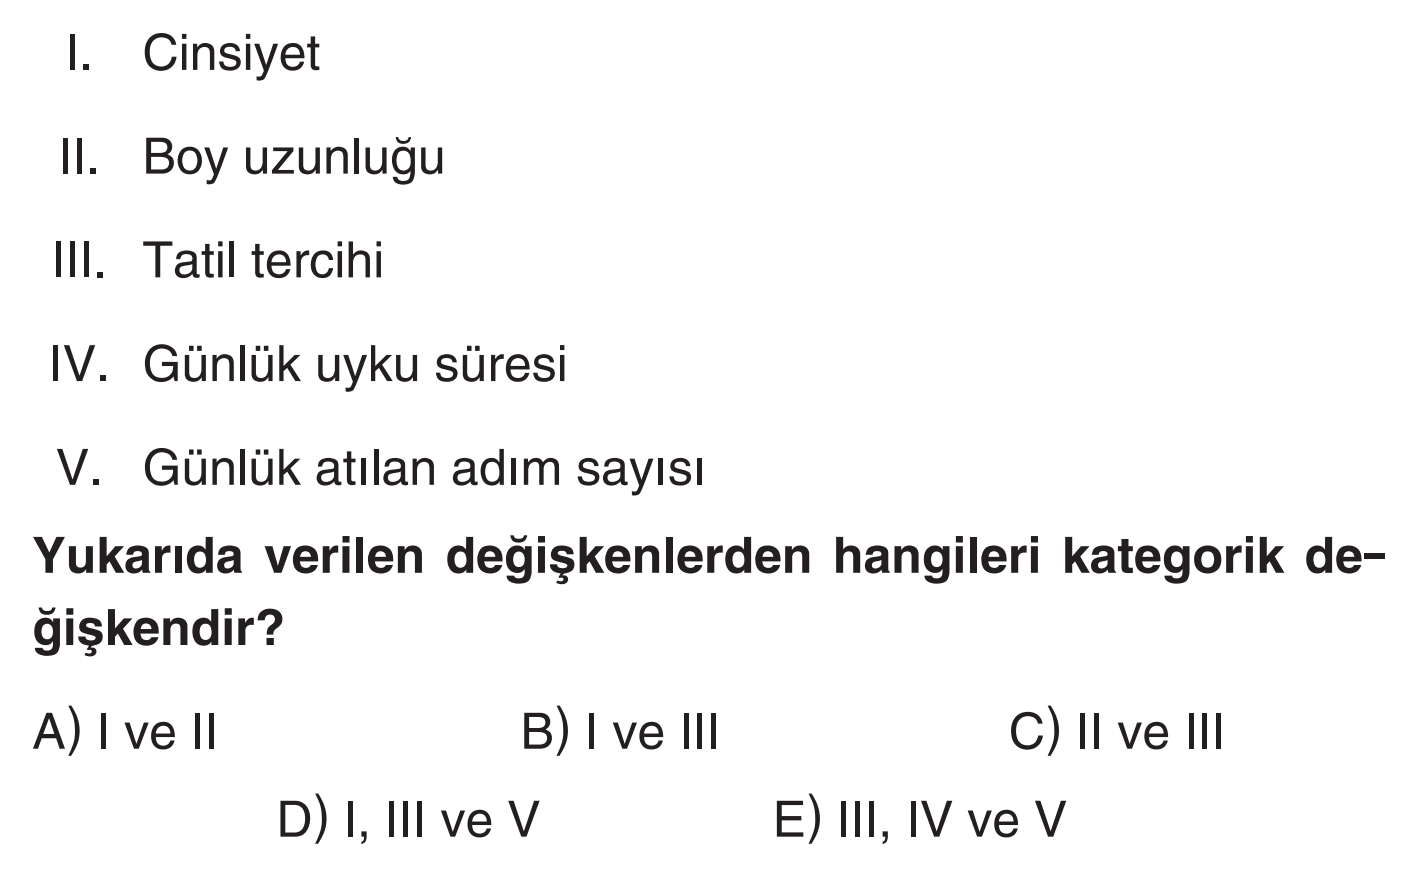 I. Cinsiyet
II. Boy uzunluğu
III. Tatil tercihi
IV. Günlük uyku süresi
V. Günlük atılan adım sayısı
Yukarıda verilen değişkenlerden hangileri kategorik de-
ğişkendir?
A) I ve II B) I ve III C) II ve III
D) I, III ve V E) III, IV ve V